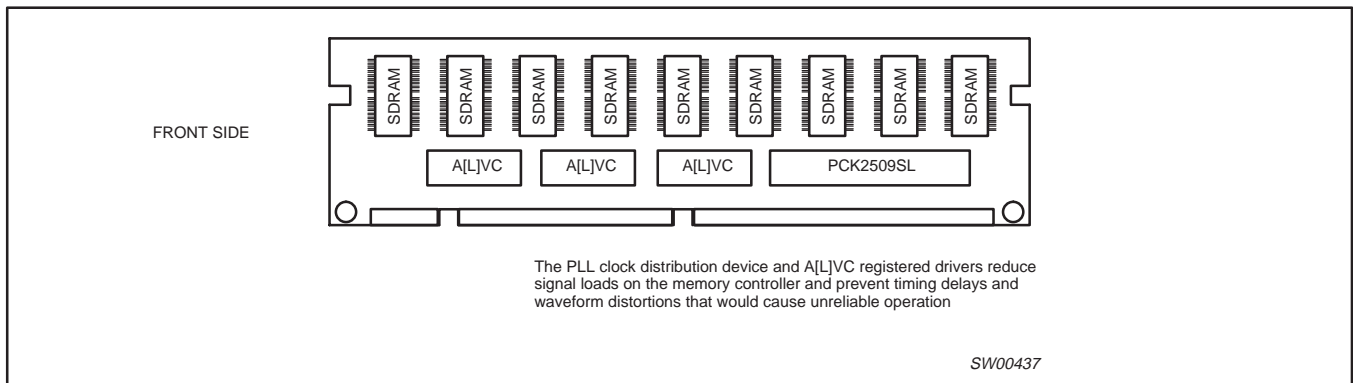 SDRAM SDRAM SDRAM SDRAM SDRAM SDRAM SDRAM SDRAM SDRAM
FRONT SIDE
A[L]VC A[L]VC A[L]VC PCK2509SL
The PLL clock distribution device and A[L]VC registered drivers reduce
signal loads on the memory controller and prevent timing delays and
waveform distortions that would cause unreliable operation
SW00437